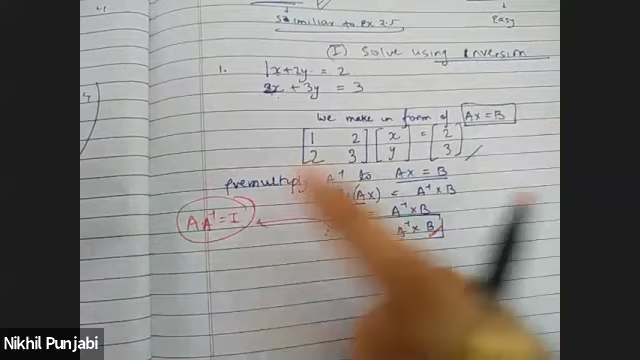 Similiar to Ex 2.5
Easy
(I) Solve using inversion
1. 1x+2y = 2
2x + 3y = 3
We make in form of AX=B
[1 2 [x = [2
2 3] y] 3]
premultiply A⁻¹ to AX = B
(AX) = A⁻¹×B
= A⁻¹×B
AA⁻¹=I
A⁻¹×B
Nikhil Punjabi